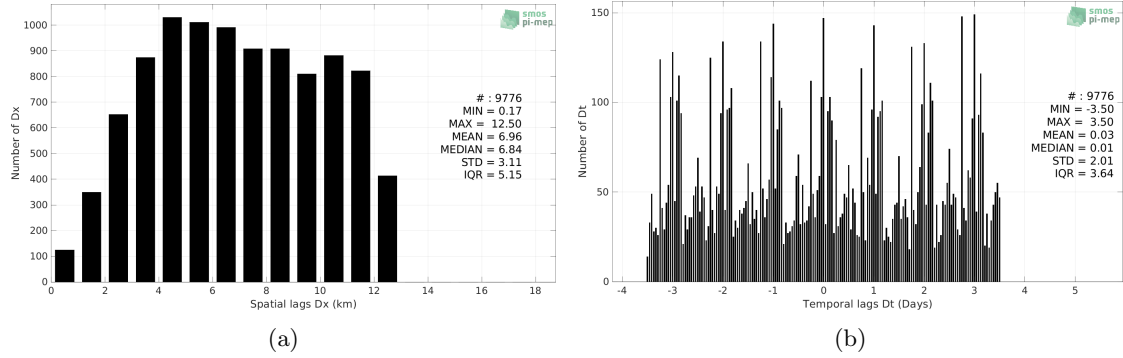 smos
pi-mep
Number of Dx
1000
900
800
700
600
500
400
300
200
100
0
# : 9776
MIN = 0.17
MAX = 12.50
MEAN = 6.96
MEDIAN = 6.84
STD = 3.11
IQR = 5.15
0 2 4 6 8 10 12 14 16 18
Spatial lags Dx (km)
(a)
smos
pi-mep
Number of Dt
150
100
50
0
# : 9776
MIN = -3.50
MAX = 3.50
MEAN = 0.03
MEDIAN = 0.01
STD = 2.01
IQR = 3.64
-4 -3 -2 -1 0 1 2 3 4 5
Temporal lags Dt (Days)
(b)